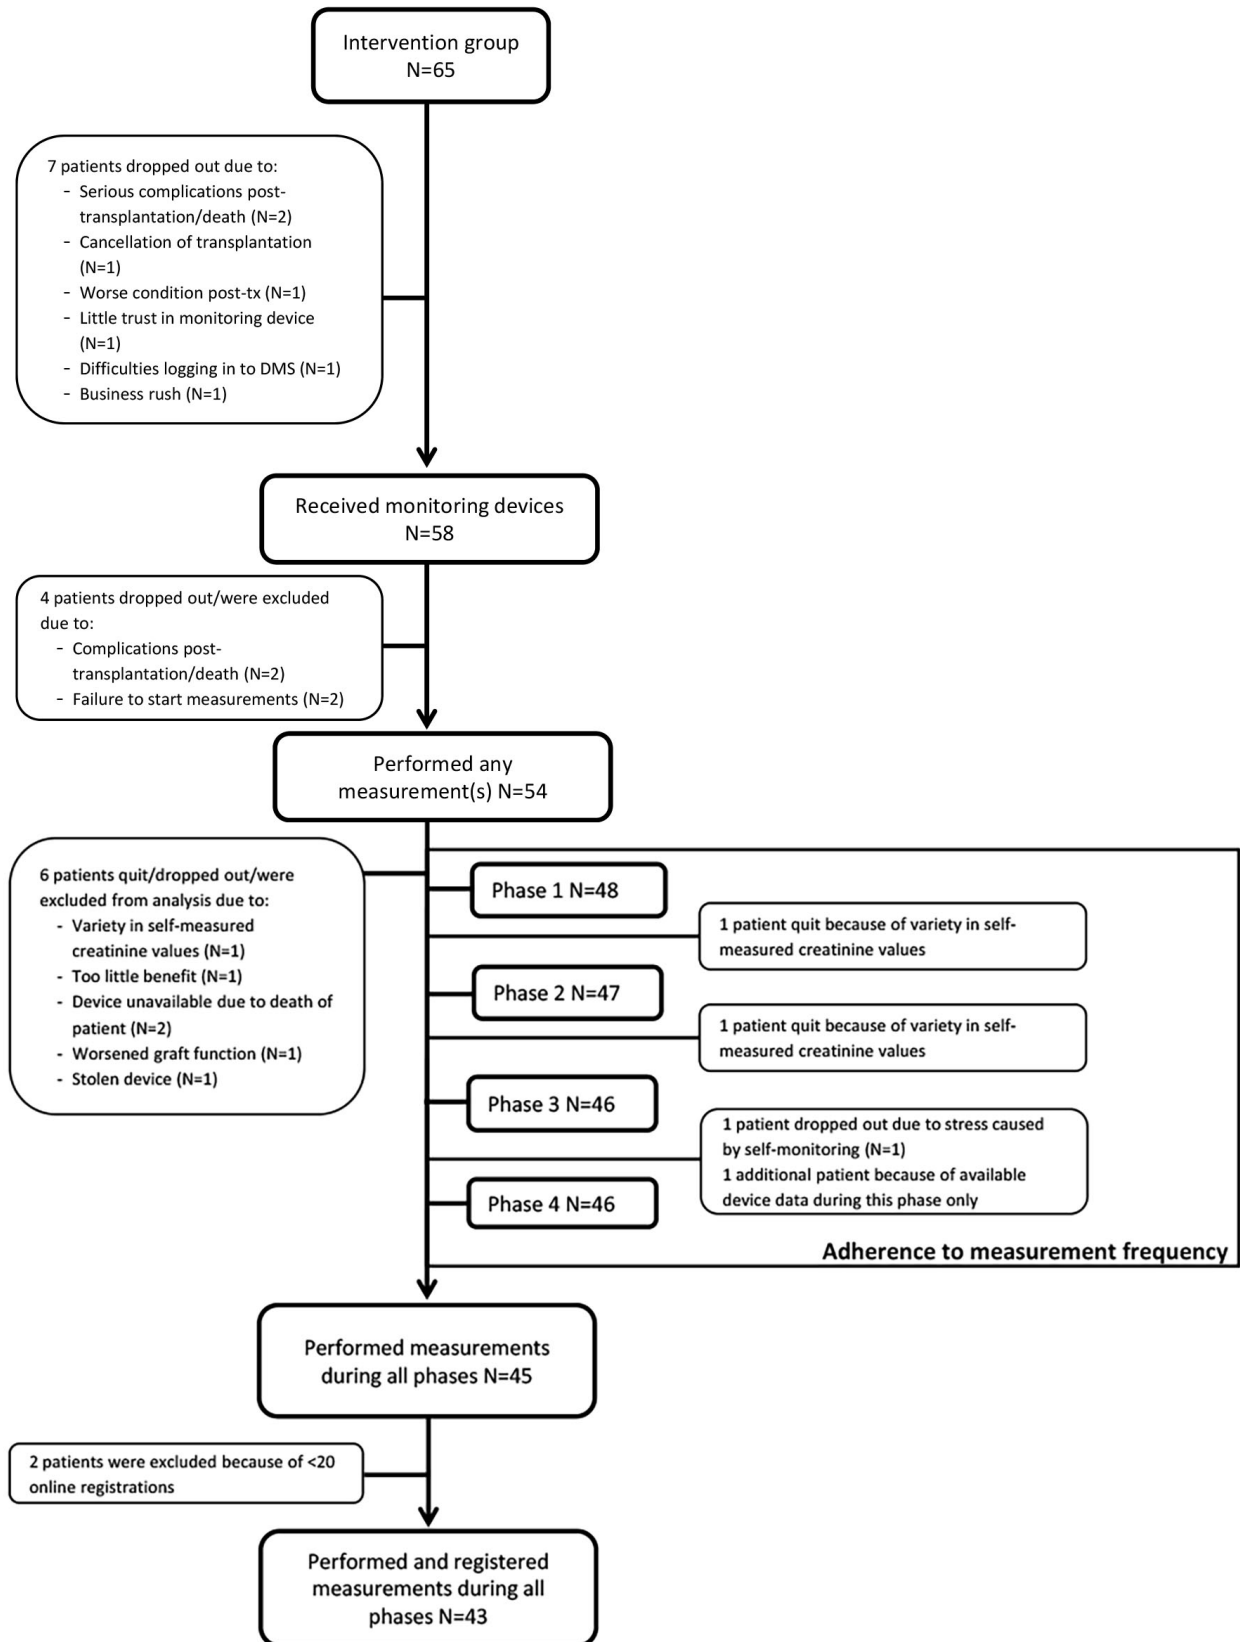 Intervention group
N=65
7 patients dropped out due to:
- Serious complications post-
transplantation/death (N=2)
- Cancellation of transplantation
(N=1)
- Worse condition post-tx (N=1)
- Little trust in monitoring device
(N=1)
- Difficulties logging in to DMS (N=1)
- Business rush (N=1)
Received monitoring devices
N=58
4 patients dropped out/were excluded
due to:
- Complications post-
transplantation/death (N=2)
- Failure to start measurements (N=2)
Performed any
measurement(s) N=54
6 patients quit/dropped out/were
excluded from analysis due to:
- Variety in self-measured
creatinine values (N=1)
- Too little benefit (N=1)
- Device unavailable due to death of
patient (N=2)
- Worsened graft function (N=1)
- Stolen device (N=1)
Phase 1 N=48
1 patient quit because of variety in self-
measured creatinine values
Phase 2 N=47
1 patient quit because of variety in self-
measured creatinine values
Phase 3 N=46
1 patient dropped out due to stress caused
by self-monitoring (N=1)
1 additional patient because of available
device data during this phase only
Phase 4 N=46
Adherence to measurement frequency
Performed measurements
during all phases N=45
2 patients were excluded because of <20
online registrations
Performed and registered
measurements during all
phases N=43